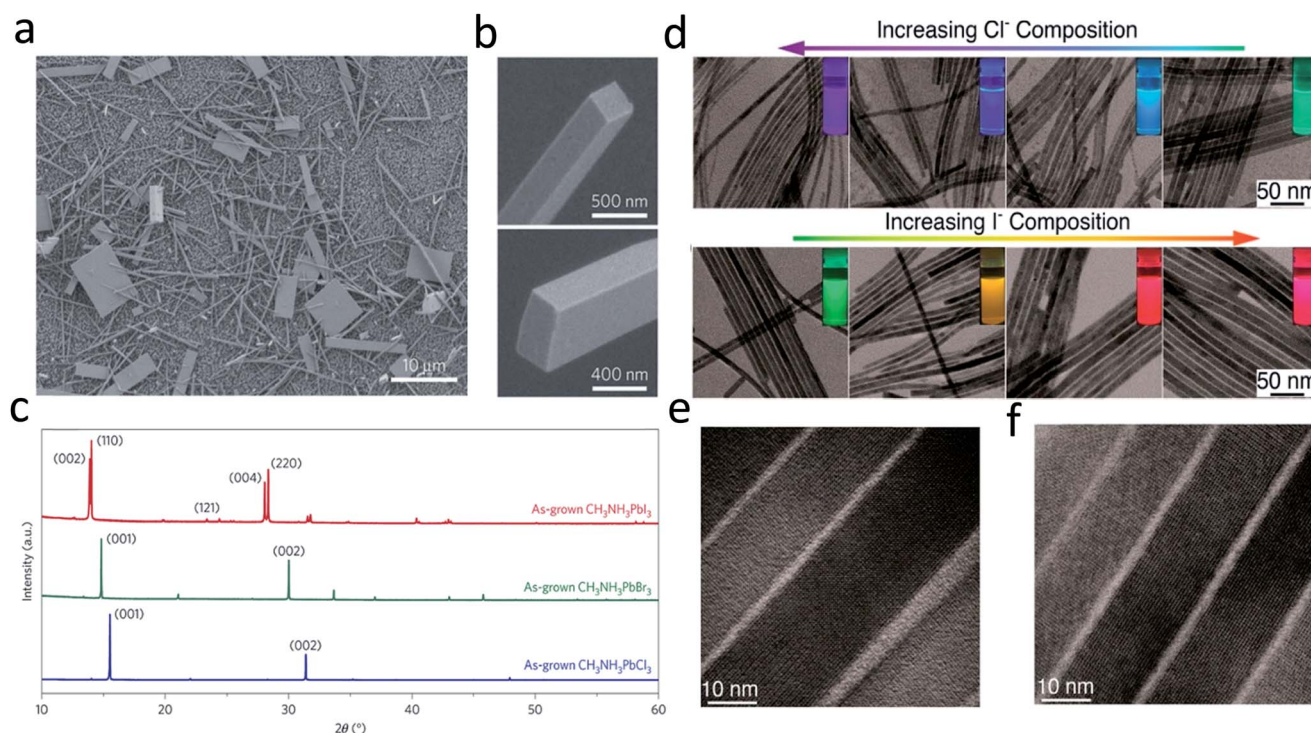 a
10 μm
b
500 nm
400 nm
c
(002)
(110)
(121)
(004)
(220)
As-grown CH₃NH₃PbI₃
(001)
(002)
As-grown CH₃NH₃PbBr₃
(001)
(002)
As-grown CH₃NH₃PbCl₃
Intensity (a.u.)
10 20 30 40 50 60
2θ (°)
d
Increasing Cl⁻ Composition
50 nm
Increasing I⁻ Composition
50 nm
e
10 nm
f
10 nm